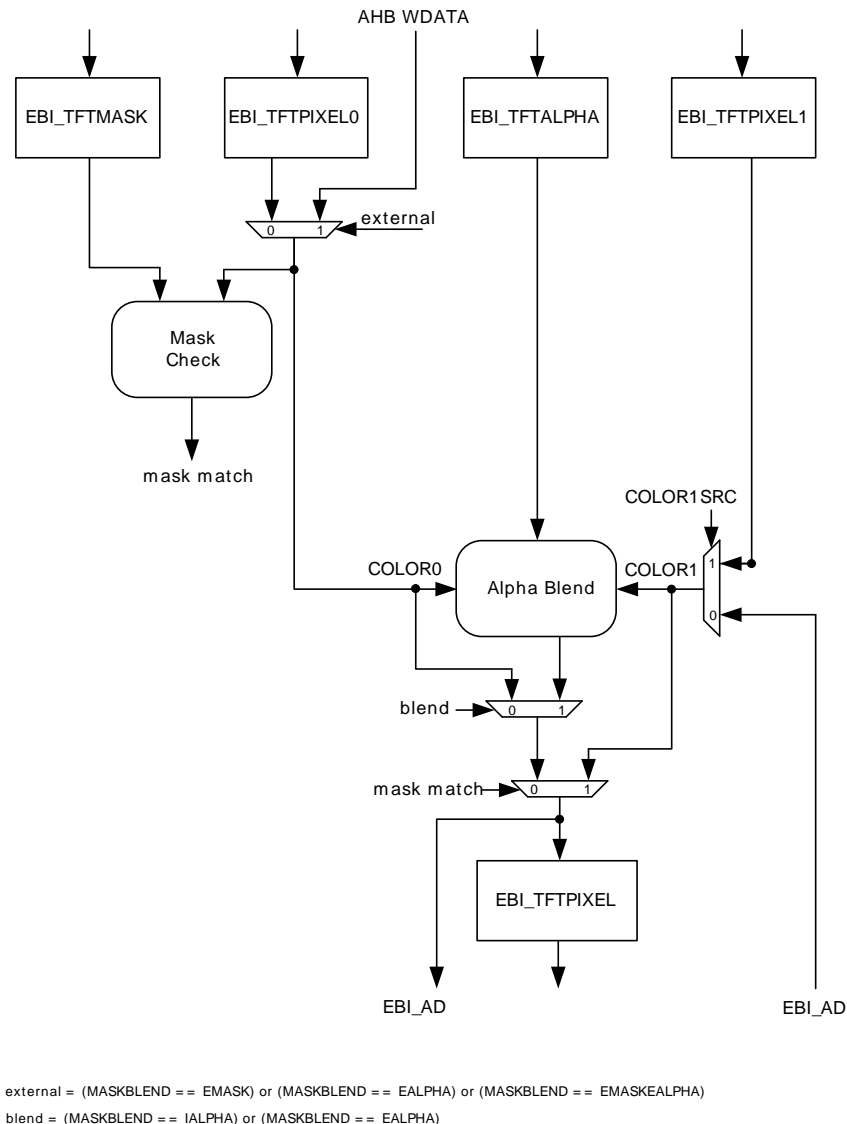 AHB WDATA
EBI_TFTMASK
EBI_TFTPIXEL0
EBI_TFTALPHA
EBI_TFTPIXEL1
external
0 1
Mask
Check
mask match
COLOR1SRC
COLOR0
Alpha Blend
COLOR1
1
0
blend
0 1
mask match
0 1
EBI_TFTPIXEL
EBI_AD
EBI_AD
external = (MASKBLEND == EMASK) or (MASKBLEND == EALPHA) or (MASKBLEND == EMASKEALPHA)
blend = (MASKBLEND == IALPHA) or (MASKBLEND == EALPHA)